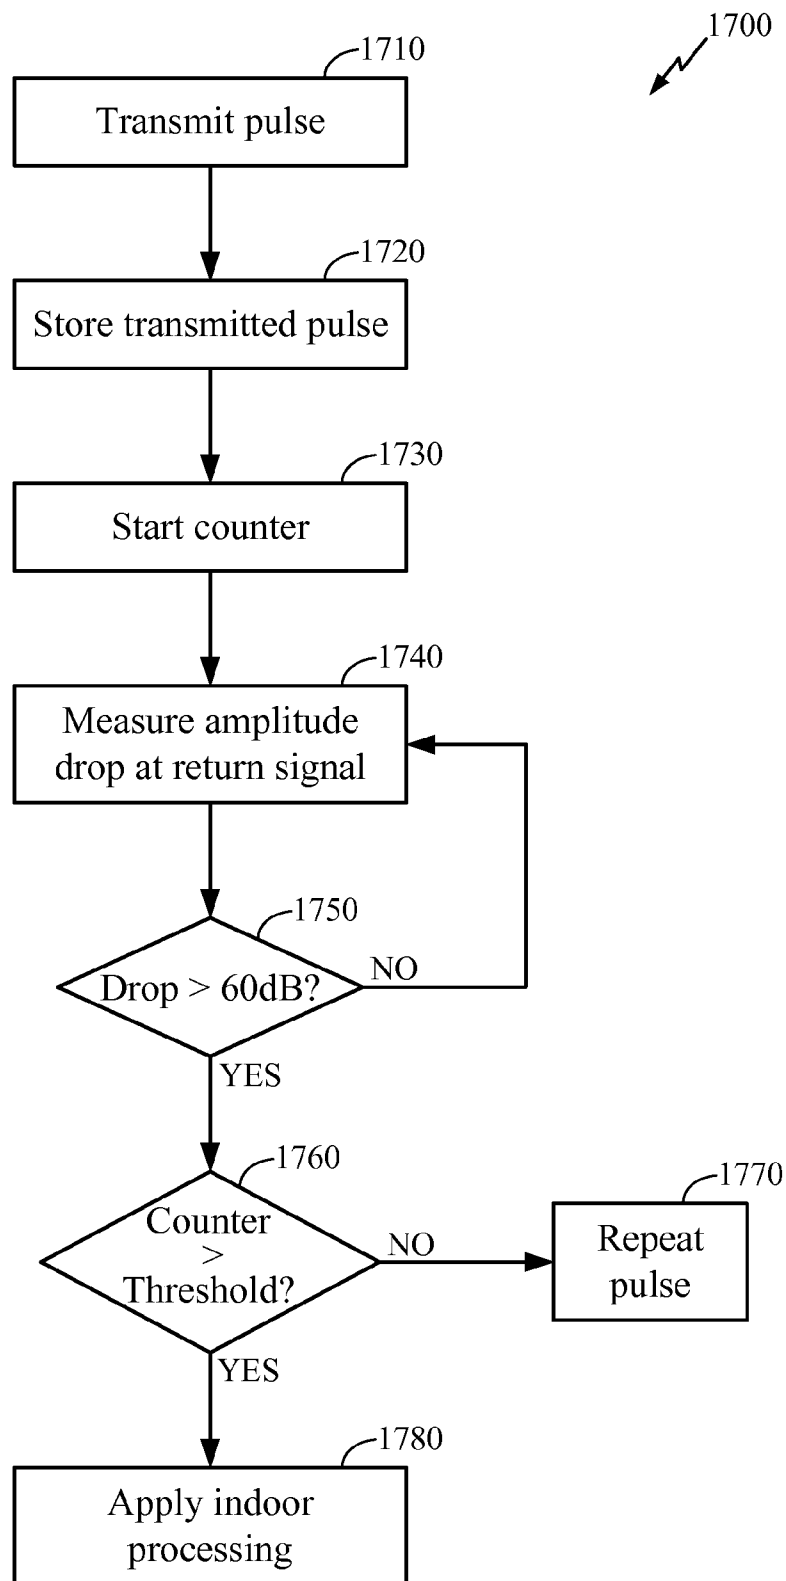 1700
1710
Transmit pulse
1720
Store transmitted pulse
1730
Start counter
1740
Measure amplitude
drop at return signal
1750
Drop > 60dB?
NO
YES
1760
Counter
>
Threshold?
NO
1770
Repeat
pulse
YES
1780
Apply indoor
processing